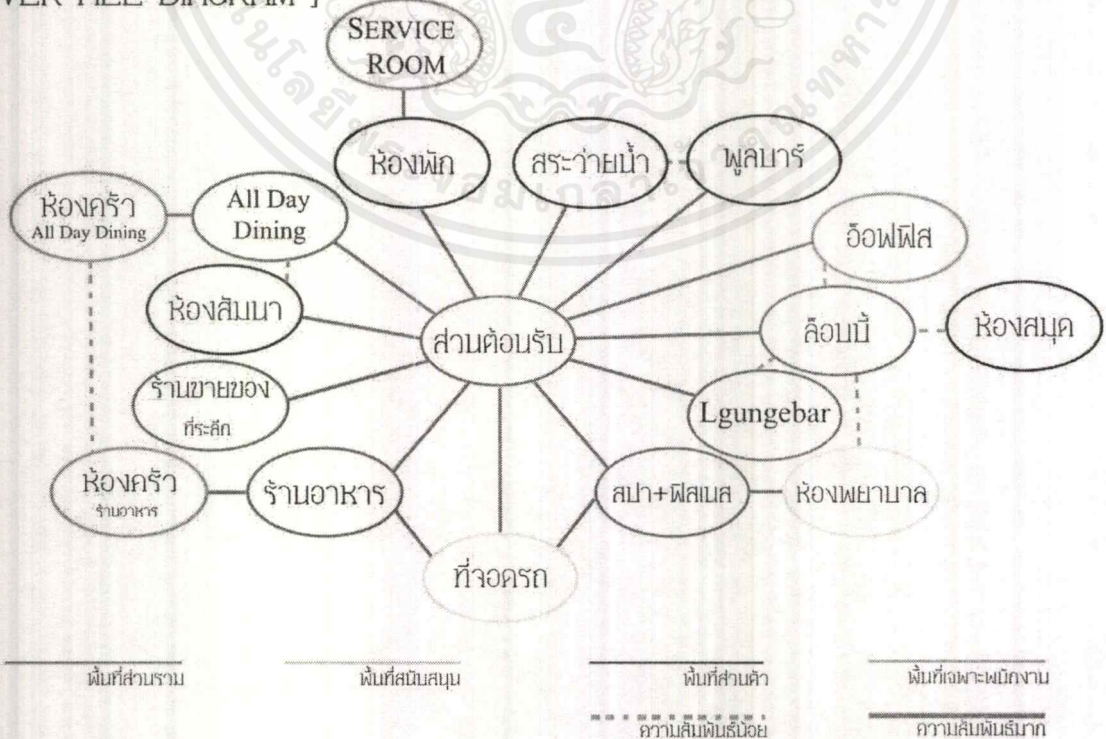 DIAGRAM ]
SERVICE
ROOM
ห้องพัก
สระว่ายน้ำ
พูลบาร์
ห้องครัว
All Day Dining
All Day
Dining
อ็อฟฟิส
ห้องสัมนา
ส่วนต้อนรับ
ล็อบบี้
ห้องสมุด
ร้านขายของ
ที่ระลึก
Lgungebar
ห้องครัว
ร้านอาหาร
ร้านอาหาร
สปา+ฟิสเนส
ห้องพยาบาล
ที่จอดรถ
พื้นที่ส่วนรวม
พื้นที่สนับสนุน
พื้นที่ส่วนตัว
พื้นที่เฉพาะพนักงาน
ความสัมพันธ์น้อย
ความสัมพันธ์มาก